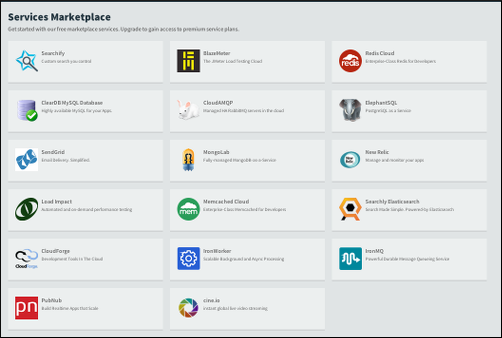 Services Marketplace
Get started with our free marketplace services. Upgrade to gain access to premium service plans.
Searchify
Custom search you control
BlazeMeter
The JMeter Load Testing Cloud
redis
Redis Cloud
Enterprise-Class Redis for Developers
ClearDB MySQL Database
Highly available MySQL for your Apps.
CloudAMQP
Managed HA RabbitMQ servers in the cloud
ElephantSQL
PostgreSQL as a Service
SendGrid
Email Delivery. Simplified.
MongoLab
Fully-managed MongoDB-as-a-Service
New Relic
New Relic
Manage and monitor your apps
Load Impact
Automated and on-demand performance testing
mem
Memcached Cloud
Enterprise-Class Memcached for Developers
Searchly Elasticsearch
Search Made Simple. Powered-by Elasticsearch
CloudForge
CloudForge
Development Tools In The Cloud
IronWorker
Scalable Background and Async Processing
IronMQ
Powerful Durable Message Queueing Service
pn
PubNub
Build Realtime Apps that Scale
cine.io
Instant global live video streaming